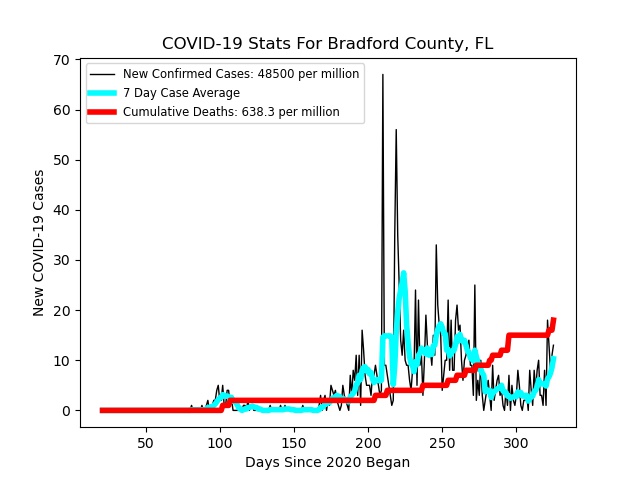 COVID-19 Stats For Bradford County, FL
New Confirmed Cases: 48500 per million
7 Day Case Average
Cumulative Deaths: 638.3 per million
New COVID-19 Cases
70
60
50
40
30
20
10
0
50 100 150 200 250 300
Days Since 2020 Began